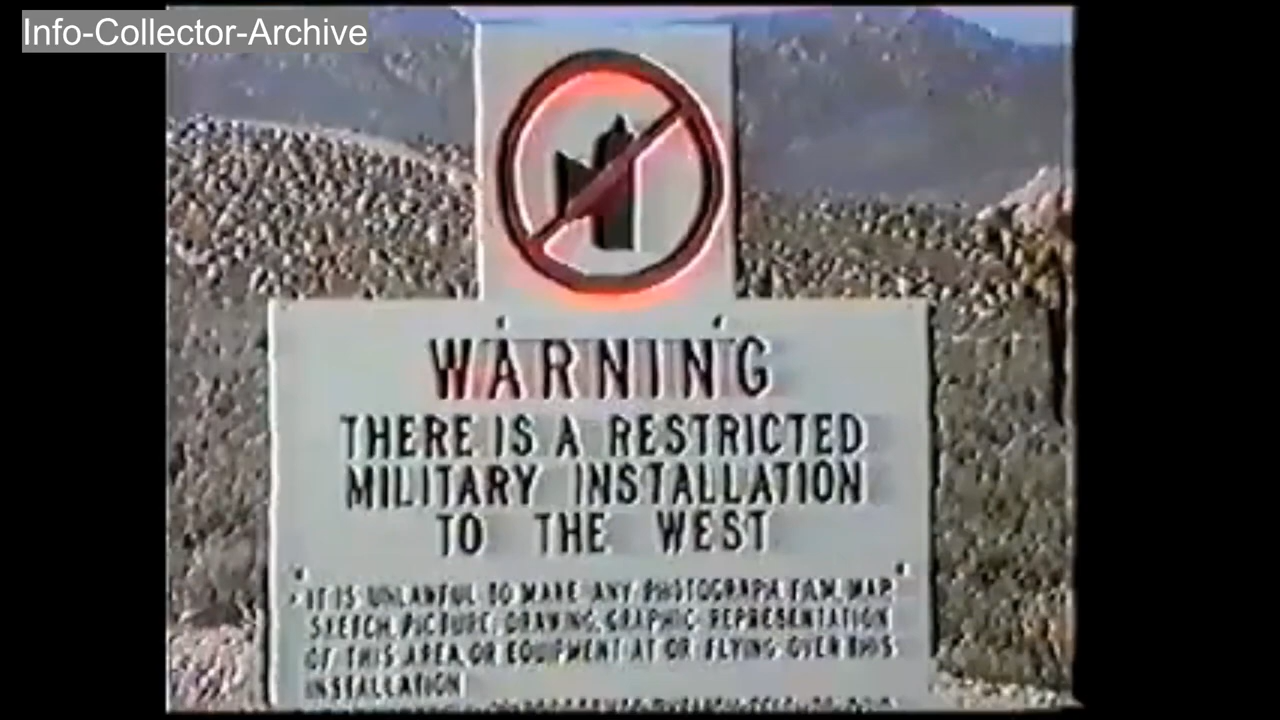 Info-Collector-Archive
WARNING
THERE IS A RESTRICTED
MILITARY INSTALLATION
TO THE WEST
IT IS UNLAWFUL TO MAKE ANY PHOTOGRAPH, FILM, MAP,
SKETCH, PICTURE, DRAWING, GRAPHIC REPRESENTATION
OF THIS AREA OR EQUIPMENT AT OR FLYING OVER THIS
INSTALLATION